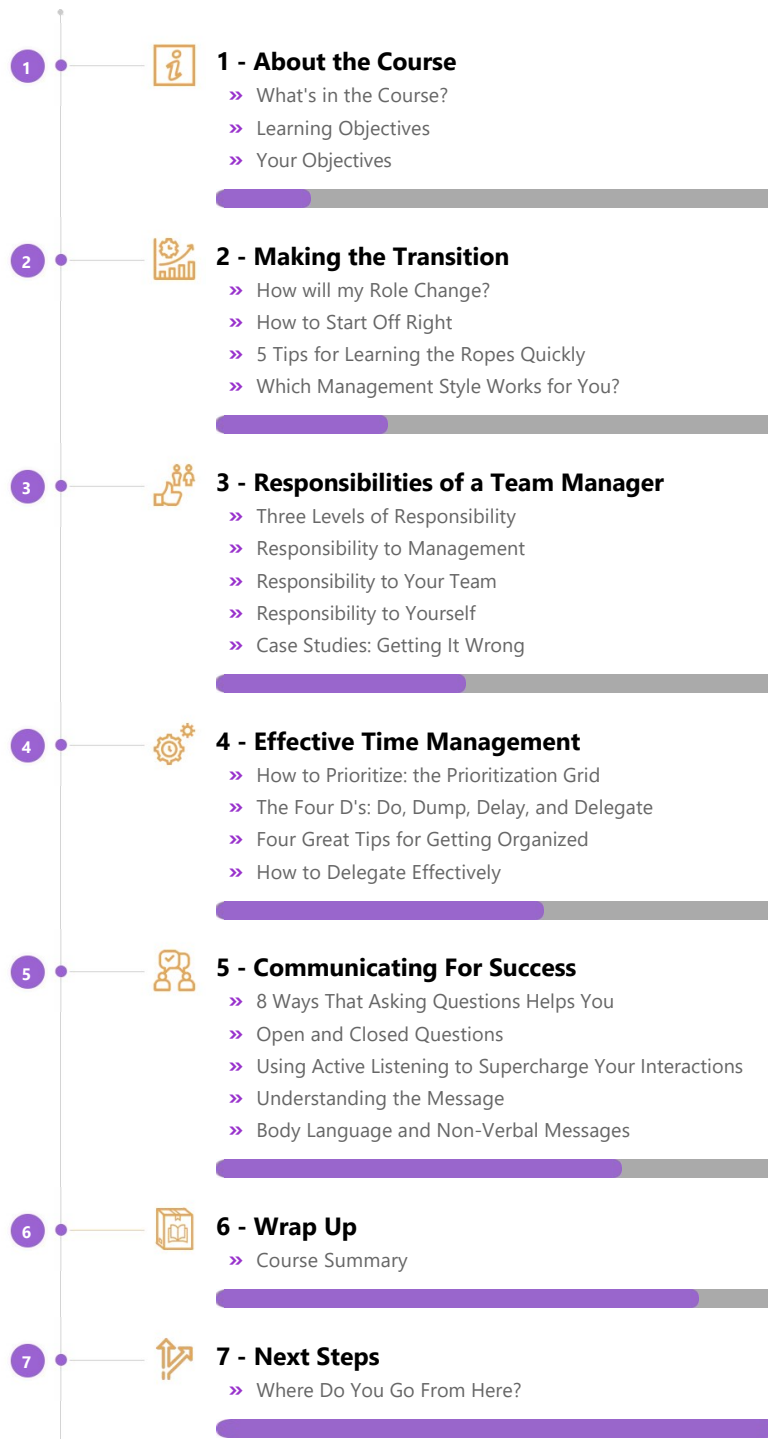 1
1 - About the Course
» What's in the Course?
» Learning Objectives
» Your Objectives
2
2 - Making the Transition
» How will my Role Change?
» How to Start Off Right
» 5 Tips for Learning the Ropes Quickly
» Which Management Style Works for You?
3
3 - Responsibilities of a Team Manager
» Three Levels of Responsibility
» Responsibility to Management
» Responsibility to Your Team
» Responsibility to Yourself
» Case Studies: Getting It Wrong
4
4 - Effective Time Management
» How to Prioritize: the Prioritization Grid
» The Four D's: Do, Dump, Delay, and Delegate
» Four Great Tips for Getting Organized
» How to Delegate Effectively
5
5 - Communicating For Success
» 8 Ways That Asking Questions Helps You
» Open and Closed Questions
» Using Active Listening to Supercharge Your Interactions
» Understanding the Message
» Body Language and Non-Verbal Messages
6
6 - Wrap Up
» Course Summary
7
7 - Next Steps
» Where Do You Go From Here?